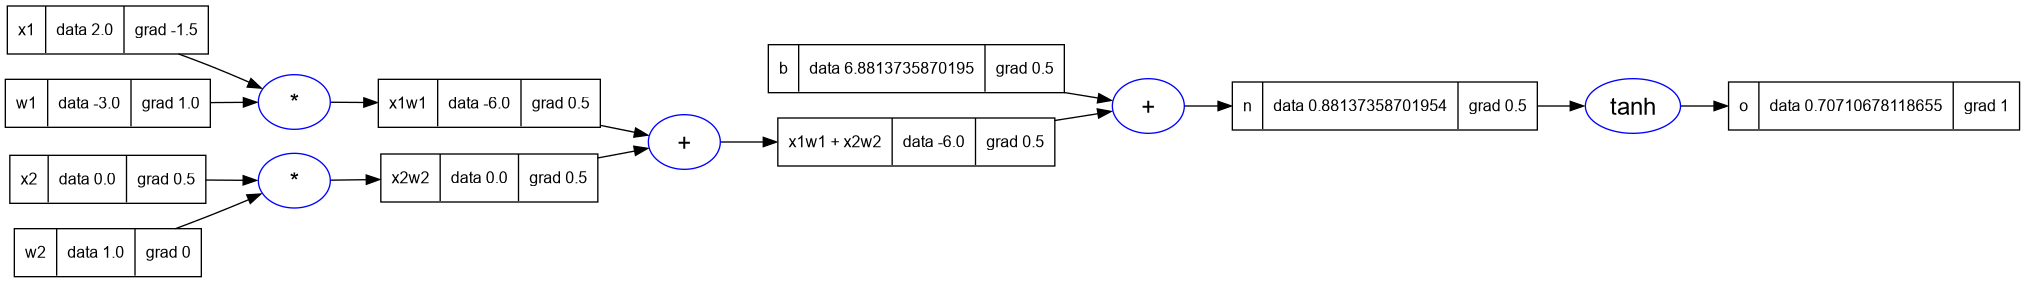 x1 data 2.0 grad -1.5
w1 data -3.0 grad 1.0
*
x2 data 0.0 grad 0.5
*
w2 data 1.0 grad 0
x1w1 data -6.0 grad 0.5
x2w2 data 0.0 grad 0.5
+
b data 6.8813735870195 grad 0.5
x1w1 + x2w2 data -6.0 grad 0.5
+
n data 0.88137358701954 grad 0.5
tanh
o data 0.70710678118655 grad 1